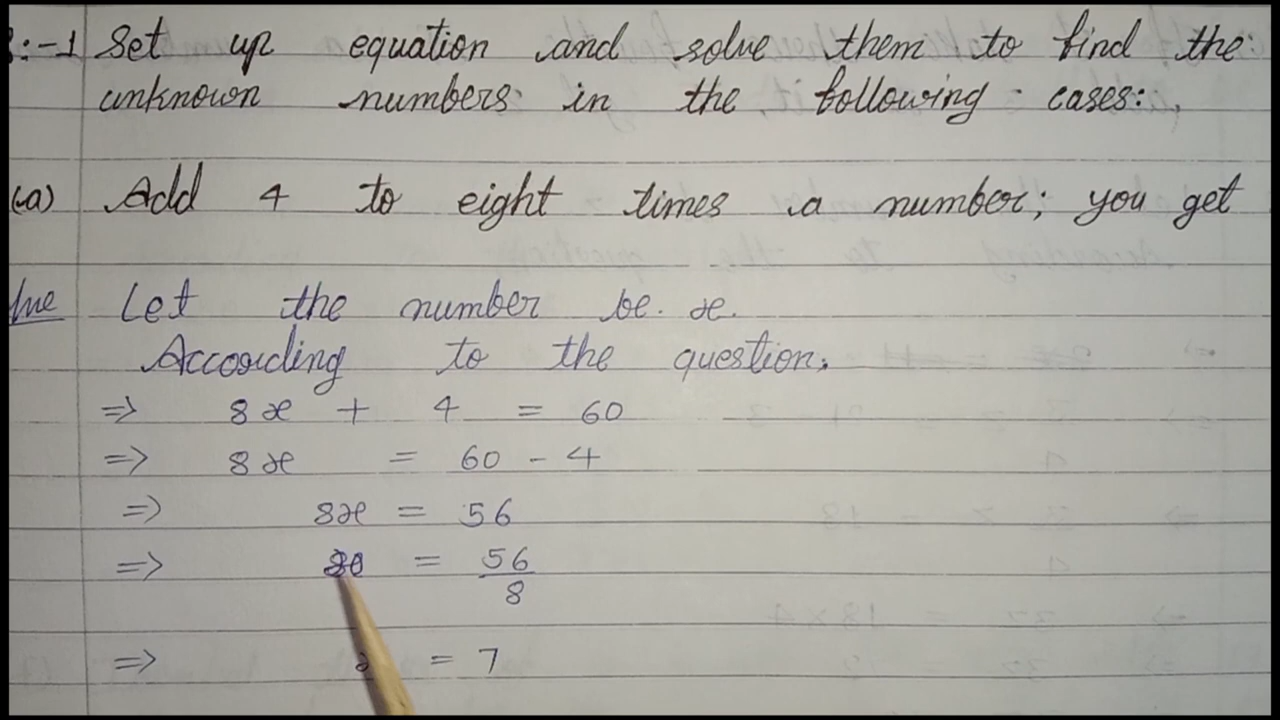 :-1 Set up equation and solve them to find the:
unknown numbers in the following cases:
(a) Add 4 to eight times a number; you get
Let the number be. x.
According to the question,
=> 8x + 4 = 60
=> 8x = 60 - 4
=> 8x = 56
=> = 56/8
=> = 7